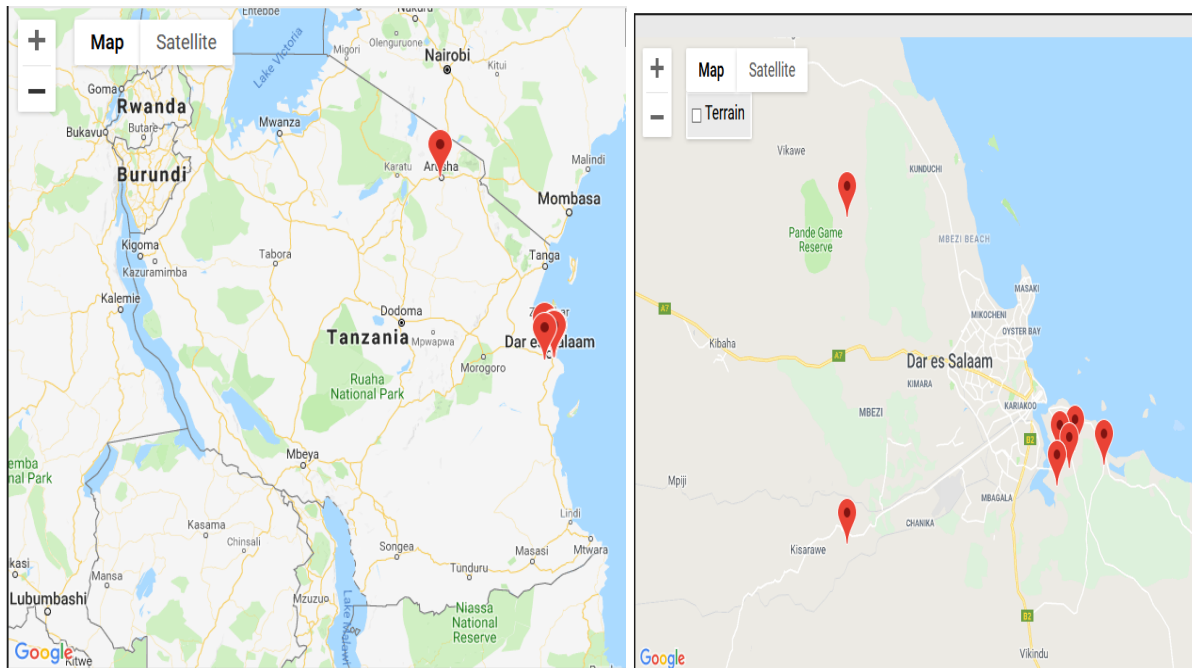 Entebbe
Nakuru
+
Map
Satellite
Olenguruone
Migori
Lake Victoria
Nairobi
−
Kitui
Goma
Rwanda
Bukavu
Butare
Mwanza
Malindi
Karatu
Arusha
Burundi
Mombasa
Kigoma
Tabora
Tanga
Kazuramimba
Kalemie
Dodoma
Tanzania
Mpwapwa
Dar es Salaam
Morogoro
Ruaha
National Park
Mbeya
nal Park
Lindi
Kasama
Songea
Masasi
Mtwara
Chinsali
Tunduru
Mansa
Mzuzu
Lubumbashi
Niassa
National
Reserve
Google
Kitwe
+
Map
Satellite
−
Terrain
Vikawe
KUNDUCHI
Pande Game
Reserve
MBEZI BEACH
MASAKI
A7
MIKOCHENI
OYSTER BAY
Kibaha
A7
Dar es Salaam
KIMARA
MBEZI
KARIAKOO
B2
Mpiji
MBAGALA
CHANIKA
Kisarawe
B2
Vikindu
Google